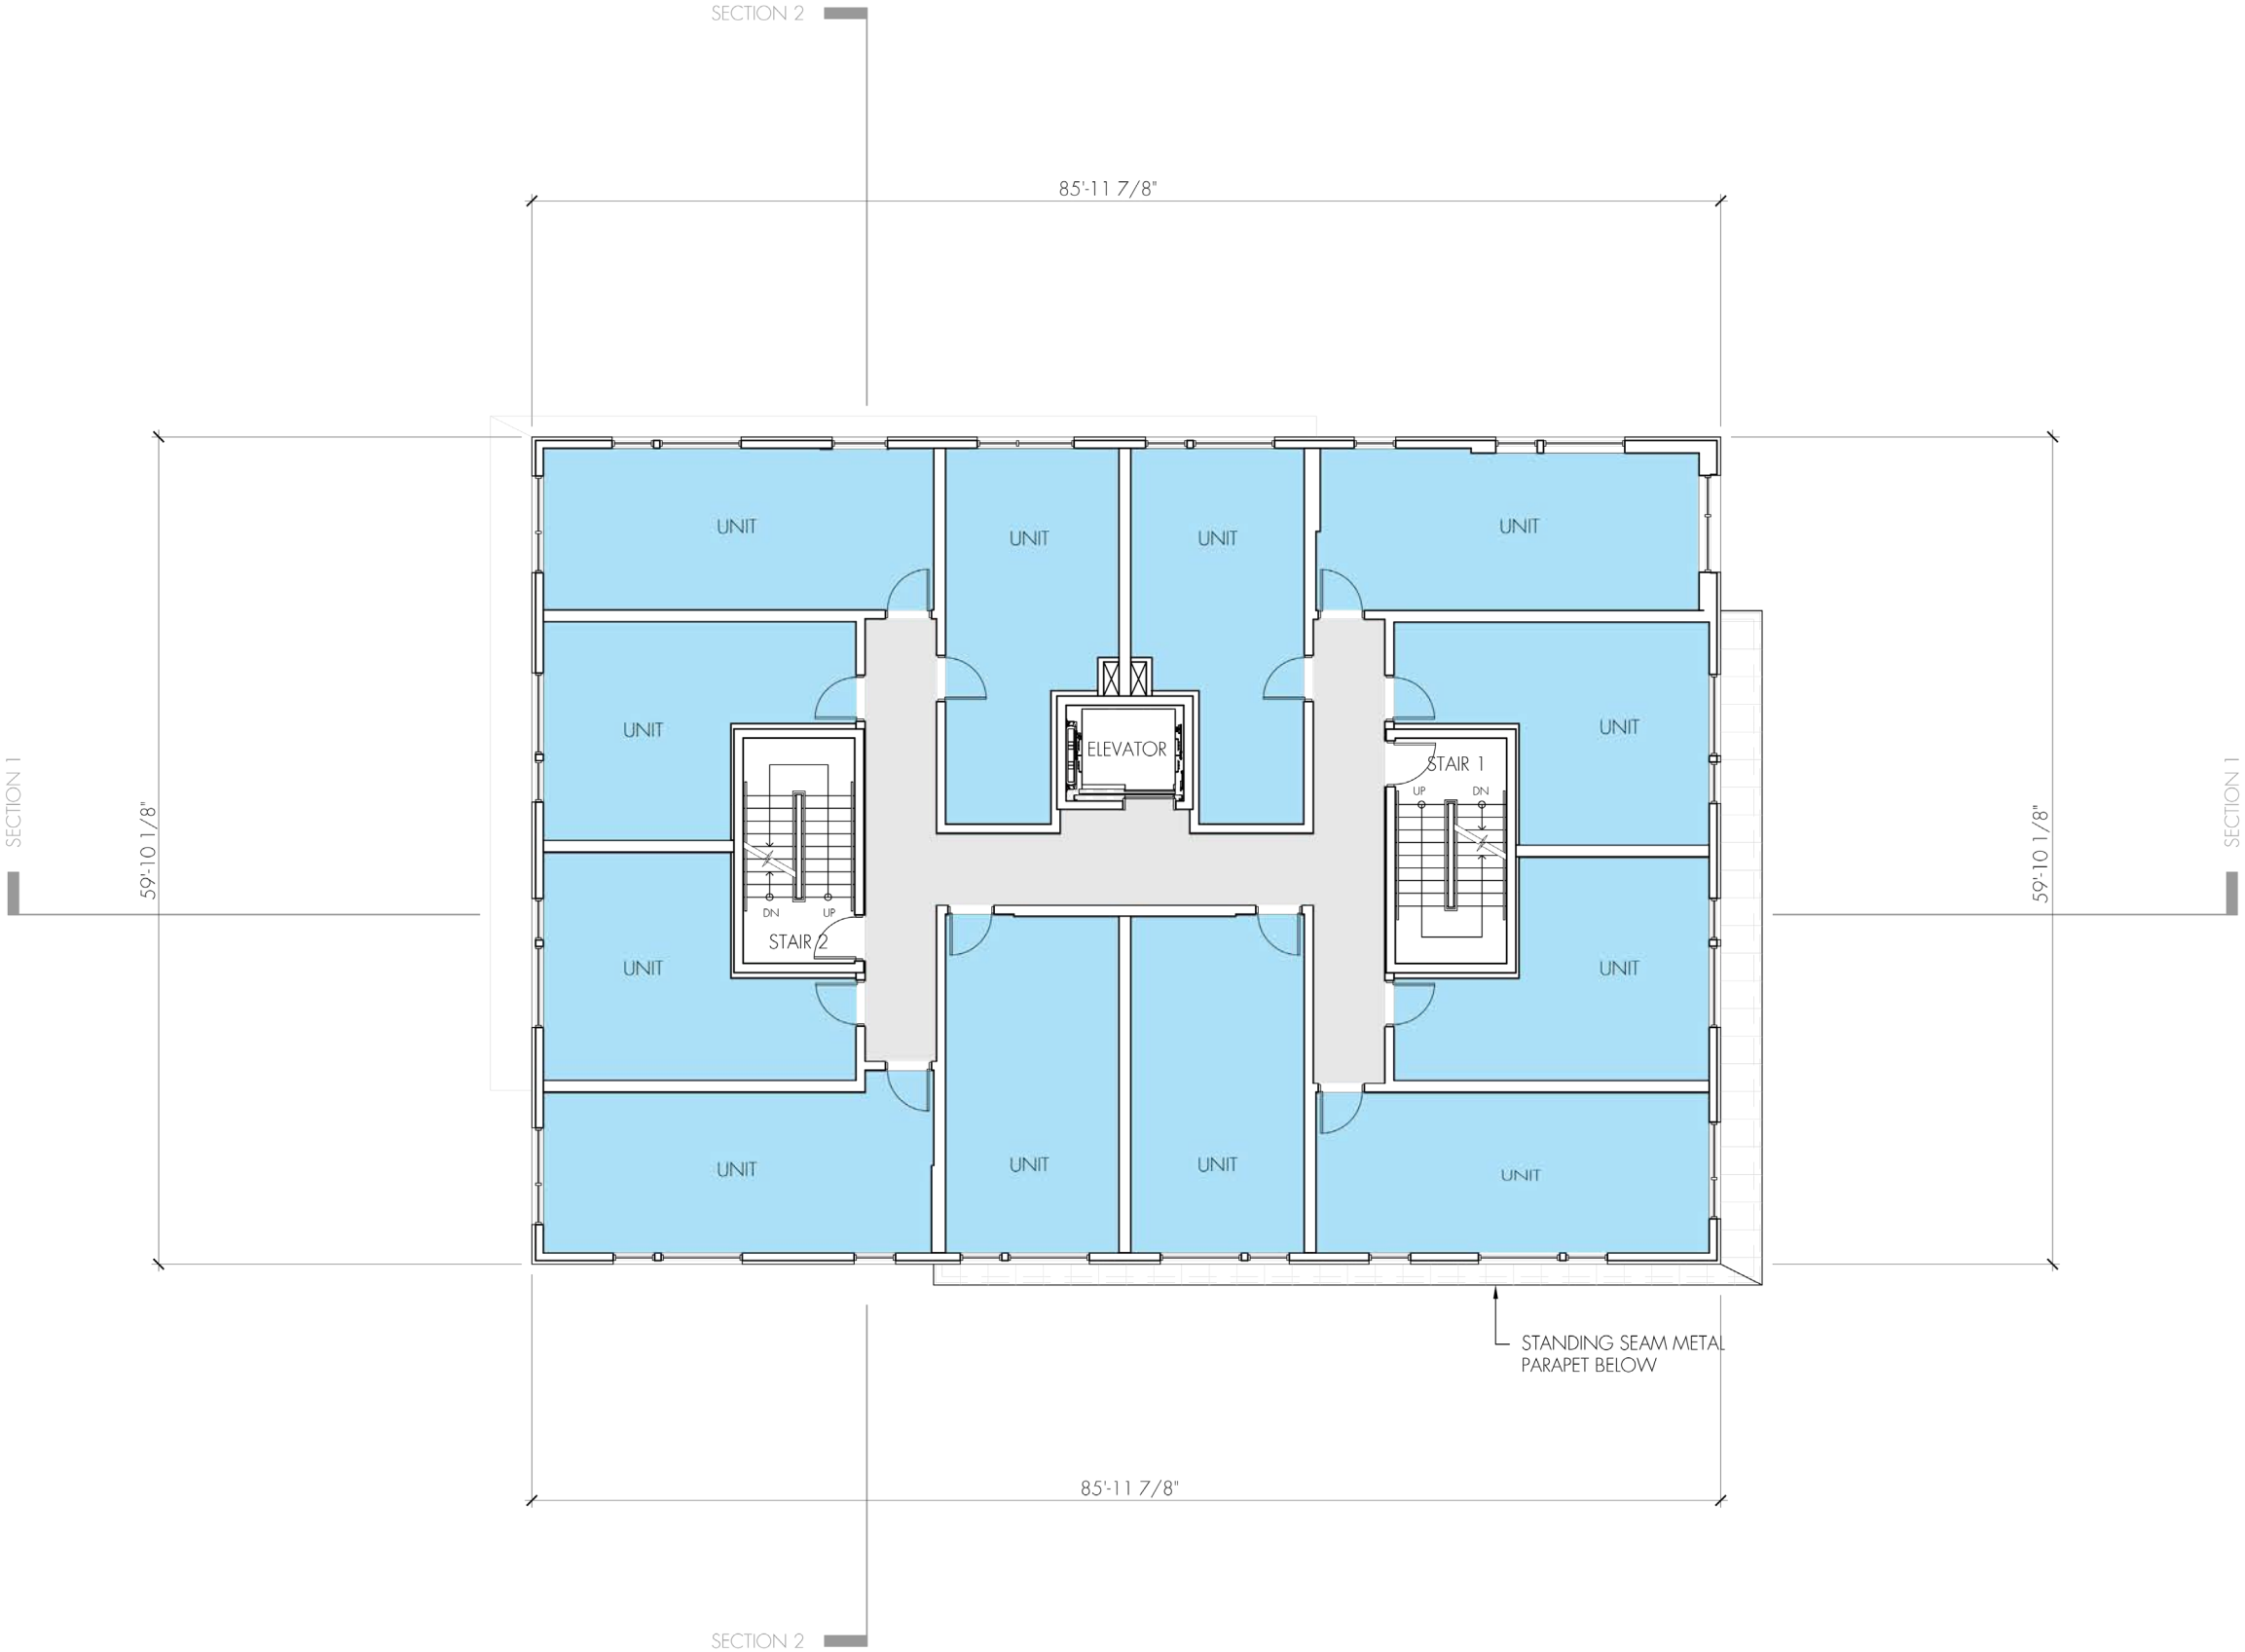 SECTION 2
85'-11 7/8"
UNIT
UNIT
UNIT
UNIT
UNIT
UNIT
ELEVATOR
STAIR 1
UP
DN
SECTION 1
59'-10 1/8"
59'-10 1/8"
SECTION 1
DN
UP
STAIR 2
UNIT
UNIT
UNIT
UNIT
UNIT
UNIT
STANDING SEAM METAL
PARAPET BELOW
85'-11 7/8"
SECTION 2